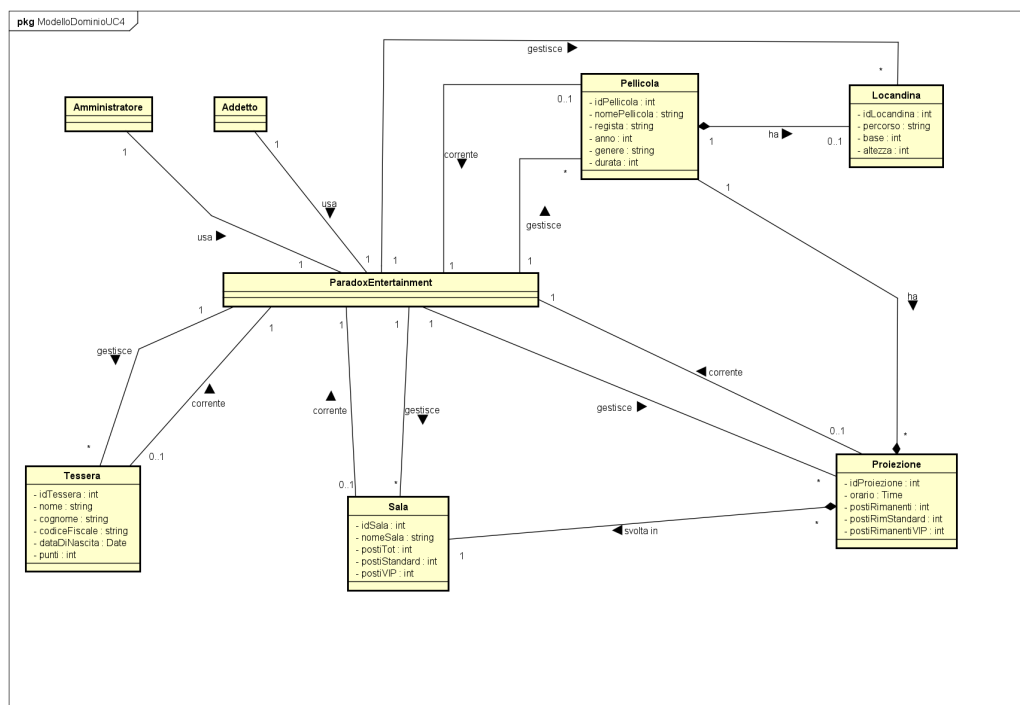 pkg ModelloDominioUC4
gestisce
*
Pellicola
- idPellicola : int
- nomePellicola : string
- regista : string
- anno : int
- genere : string
- durata : int
0..1
*
1
ha
0..1
Locandina
- idLocandina : int
- percorso : string
- base : int
- altezza : int
Amministratore
1
Addetto
1
corrente
usa
usa
gestisce
1
ha
1
1
1
1
1
ParadoxEntertainment
1
1
1
1
1
1
gestisce
corrente
corrente
gestisce
gestisce
corrente
*
0..1
0..1
*
0..1
*
*
Tessera
- idTessera : int
- nome : string
- cognome : string
- codiceFiscale : string
- dataDiNascita : Date
- punti : int
Sala
- idSala : int
- nomeSala : string
- postiTot : int
- postiStandard : int
- postiVIP : int
1
svolta in
*
Proiezione
- idProiezione : int
- orario : Time
- postiRimanenti : int
- postiRimStandard : int
- postiRimanentiVIP : int